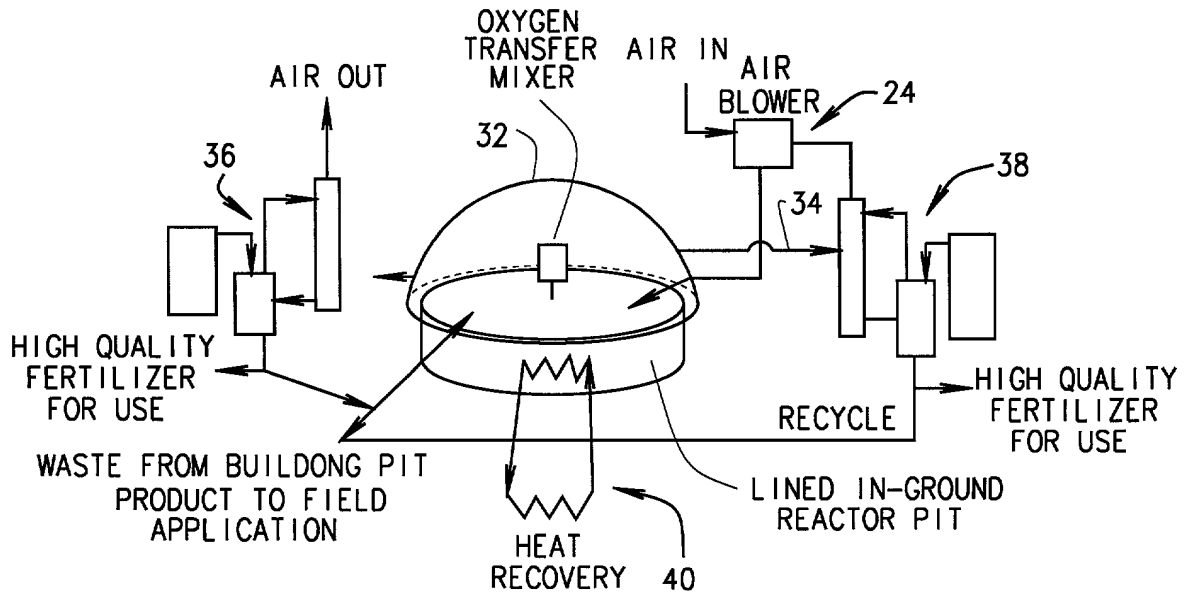 OXYGEN
TRANSFER
MIXER
AIR IN
AIR
BLOWER
24
AIR OUT
32
36
38
34
HIGH QUALITY
FERTILIZER
FOR USE
HIGH QUALITY
FERTILIZER
FOR USE
RECYCLE
WASTE FROM BUILDONG PIT
PRODUCT TO FIELD
APPLICATION
LINED IN-GROUND
REACTOR PIT
HEAT
RECOVERY
40